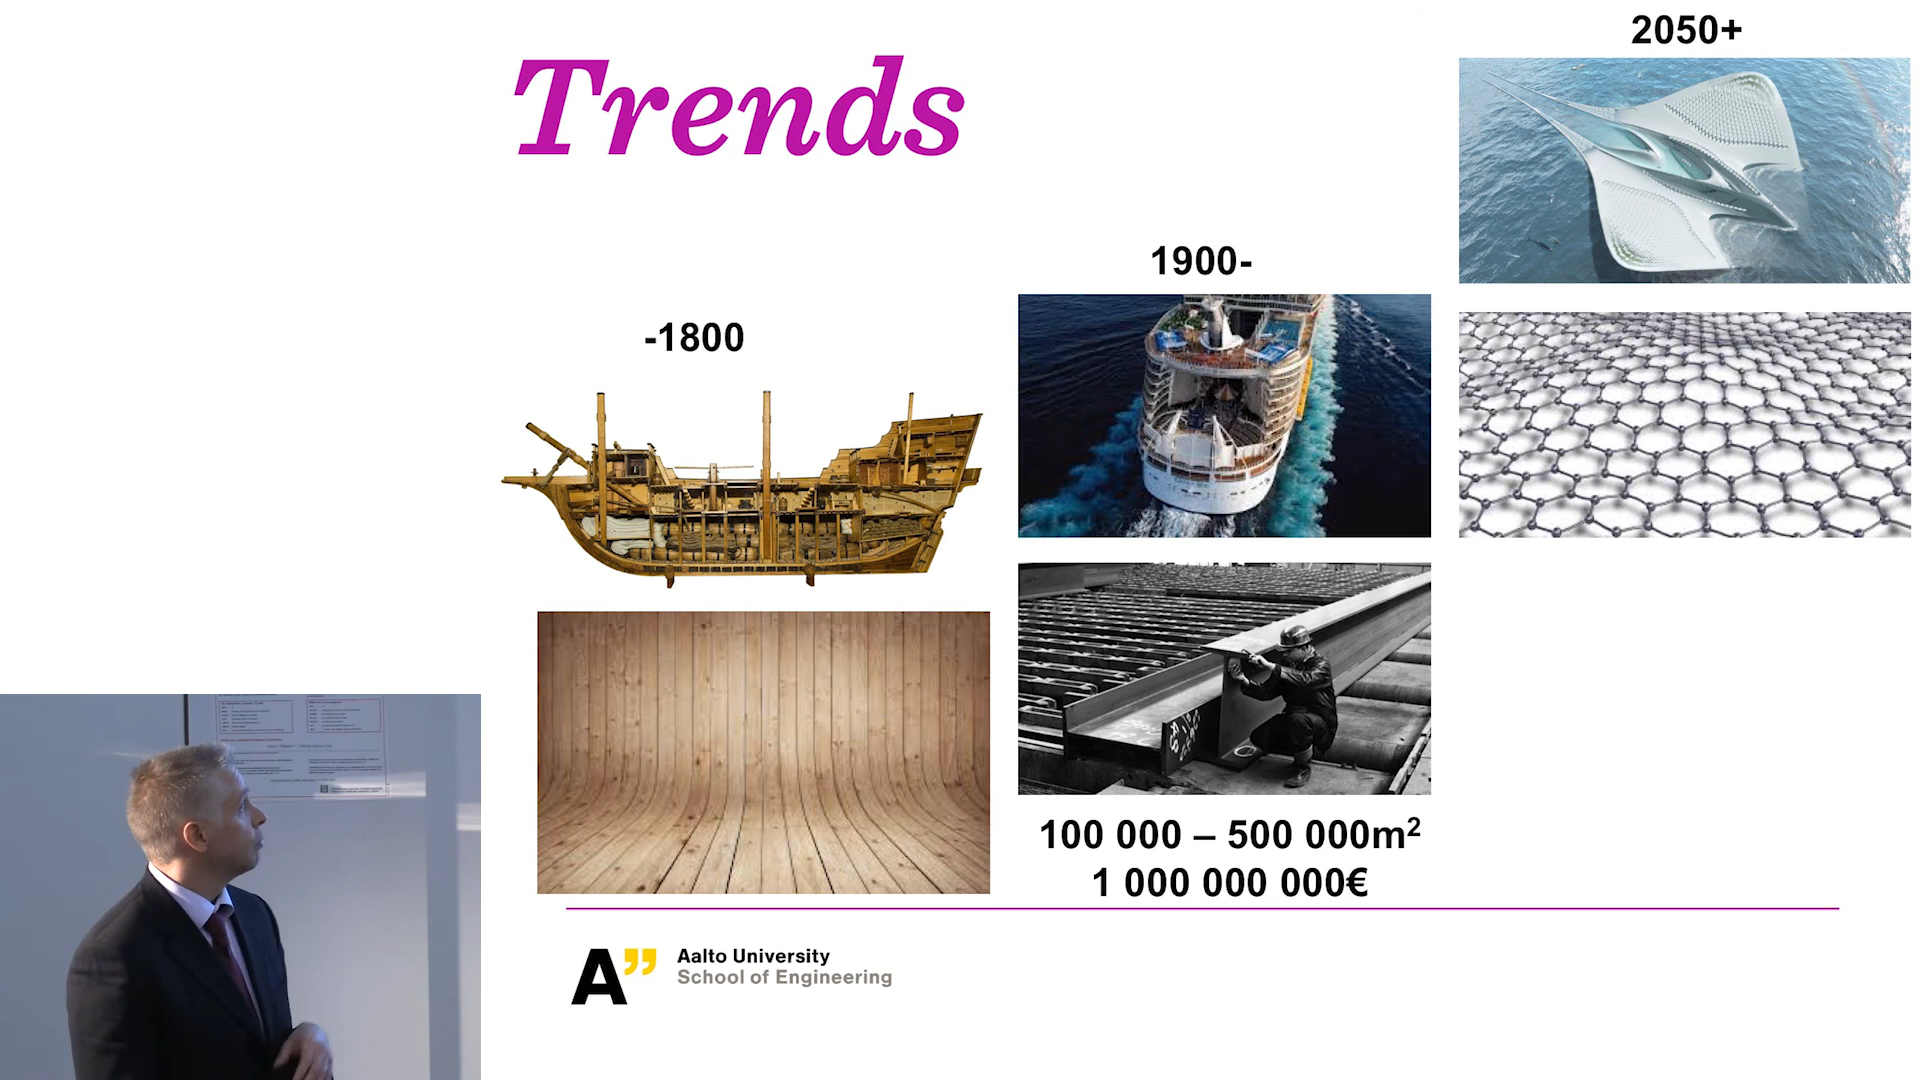 Trends
2050+
1900-
-1800
100 000 – 500 000m²
1 000 000 000€
Aalto University
School of Engineering